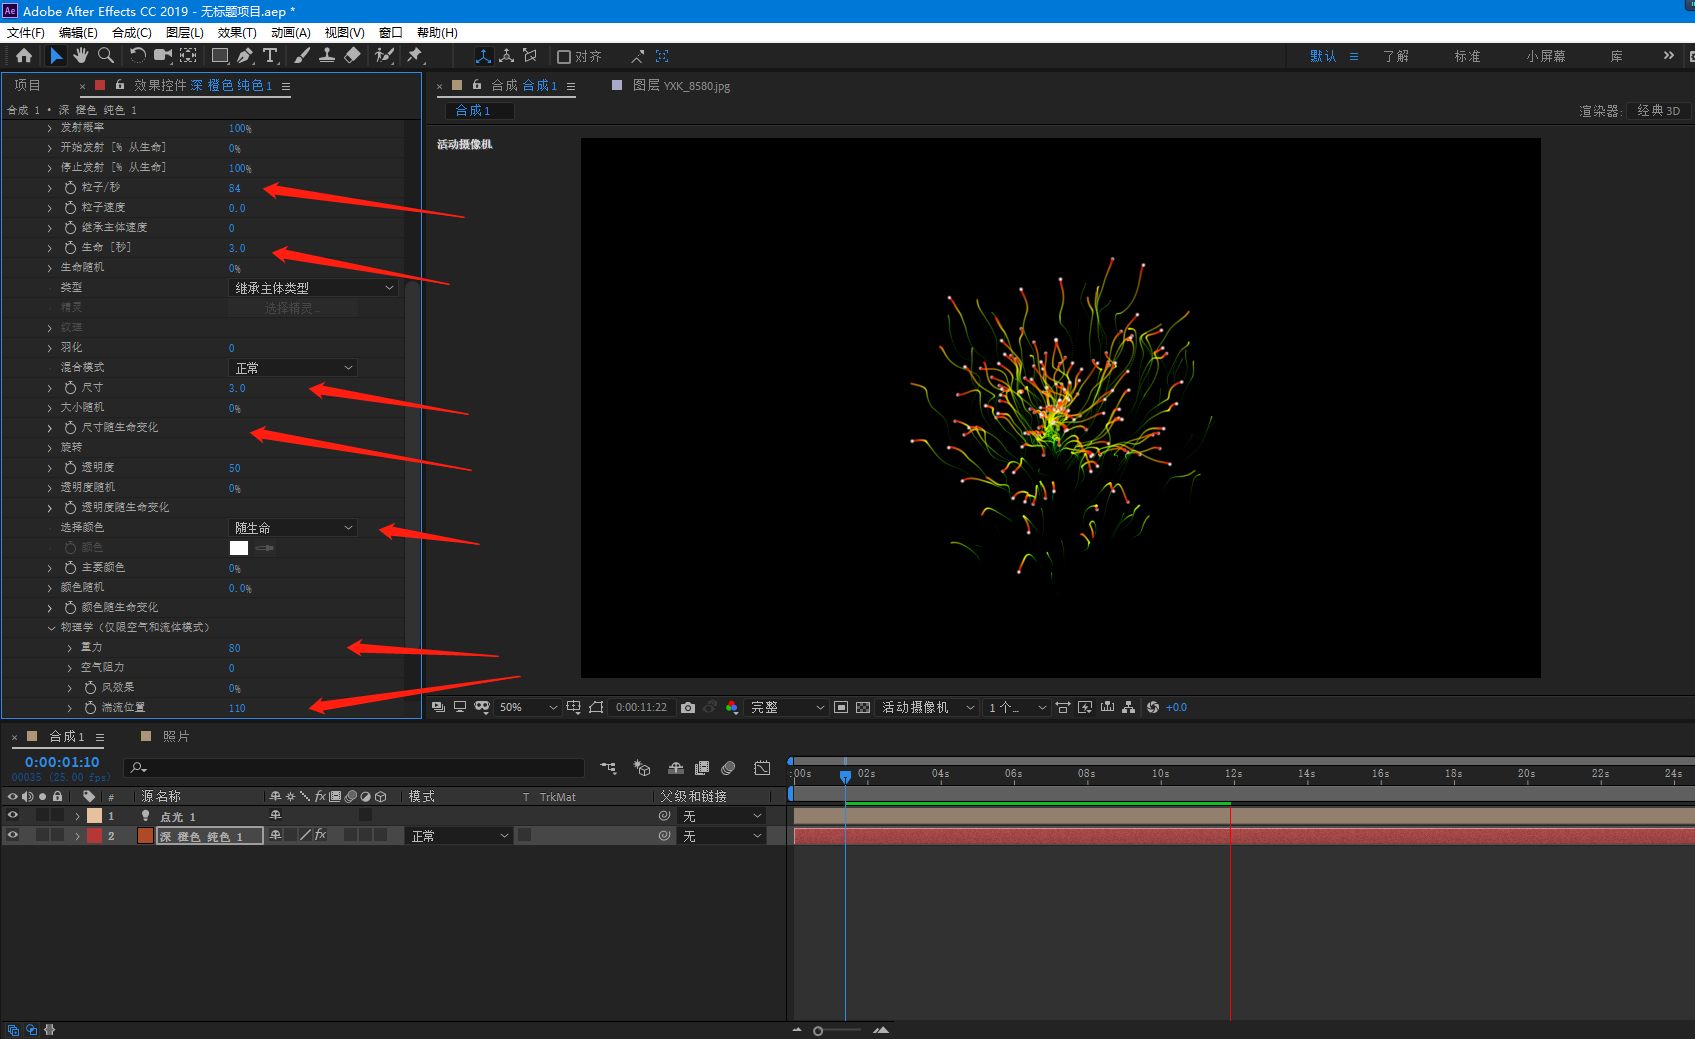 Ae Adobe After Effects CC 2019 - 无标题项目.aep *
文件(F) 编辑(E) 合成(C) 图层(L) 效果(T) 动画(A) 视图(V) 窗口 帮助(H)
对齐 默认 了解 标准 小屏幕 库
项目 × 效果控件 深 橙色 纯色 1
合成 1 • 深 橙色 纯色 1
发射概率 100%
开始发射 [% 从生命] 0%
停止发射 [% 从生命] 100%
粒子/秒 84
粒子速度 0.0
继承主体速度 0
生命 [秒] 3.0
生命随机 0%
类型 继承主体类型
精灵 选择精灵...
纹理
羽化 0
混合模式 正常
尺寸 3.0
大小随机 0%
尺寸随生命变化
旋转
透明度 50
透明度随机 0%
透明度随生命变化
选择颜色 随生命
颜色
主要颜色 0%
颜色随机 0.0%
颜色随生命变化
物理学（仅限空气和流体模式）
重力 80
空气阻力 0
风效果 0%
湍流位置 110
× 合成 合成 1 图层 YXK_8580.jpg
合成 1 渲染器: 经典 3D
活动摄像机
50% 0:00:11:22 完整 活动摄像机 1 个... +0.0
× 合成 1 照片
0:00:01:10
00035 (25.00 fps)
:00s 02s 04s 06s 08s 10s 12s 14s 16s 18s 20s 22s 24s
# 源名称 fx 模式 T TrkMat 父级和链接
1 点光 1 无
2 深 橙色 纯色 1 fx 正常 无